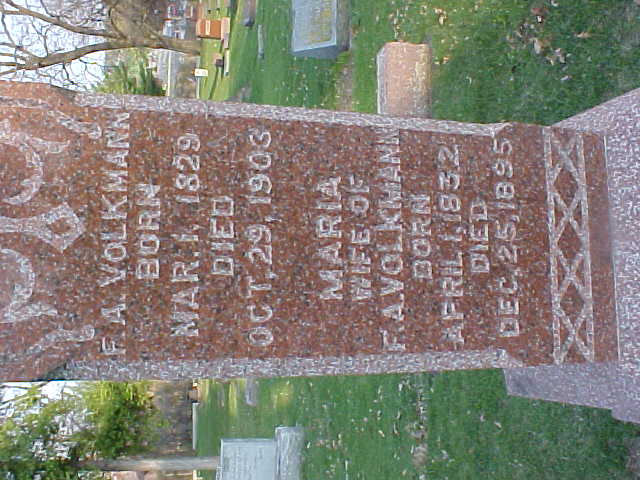 F. A. VOLKMANN
BORN
MAR. 1. 1829
DIED
OCT. 29, 1903
MARIA
WIFE OF
F. A. VOLKMANN
BORN
APRIL 1, 1832
DIED
DEC. 25, 1895